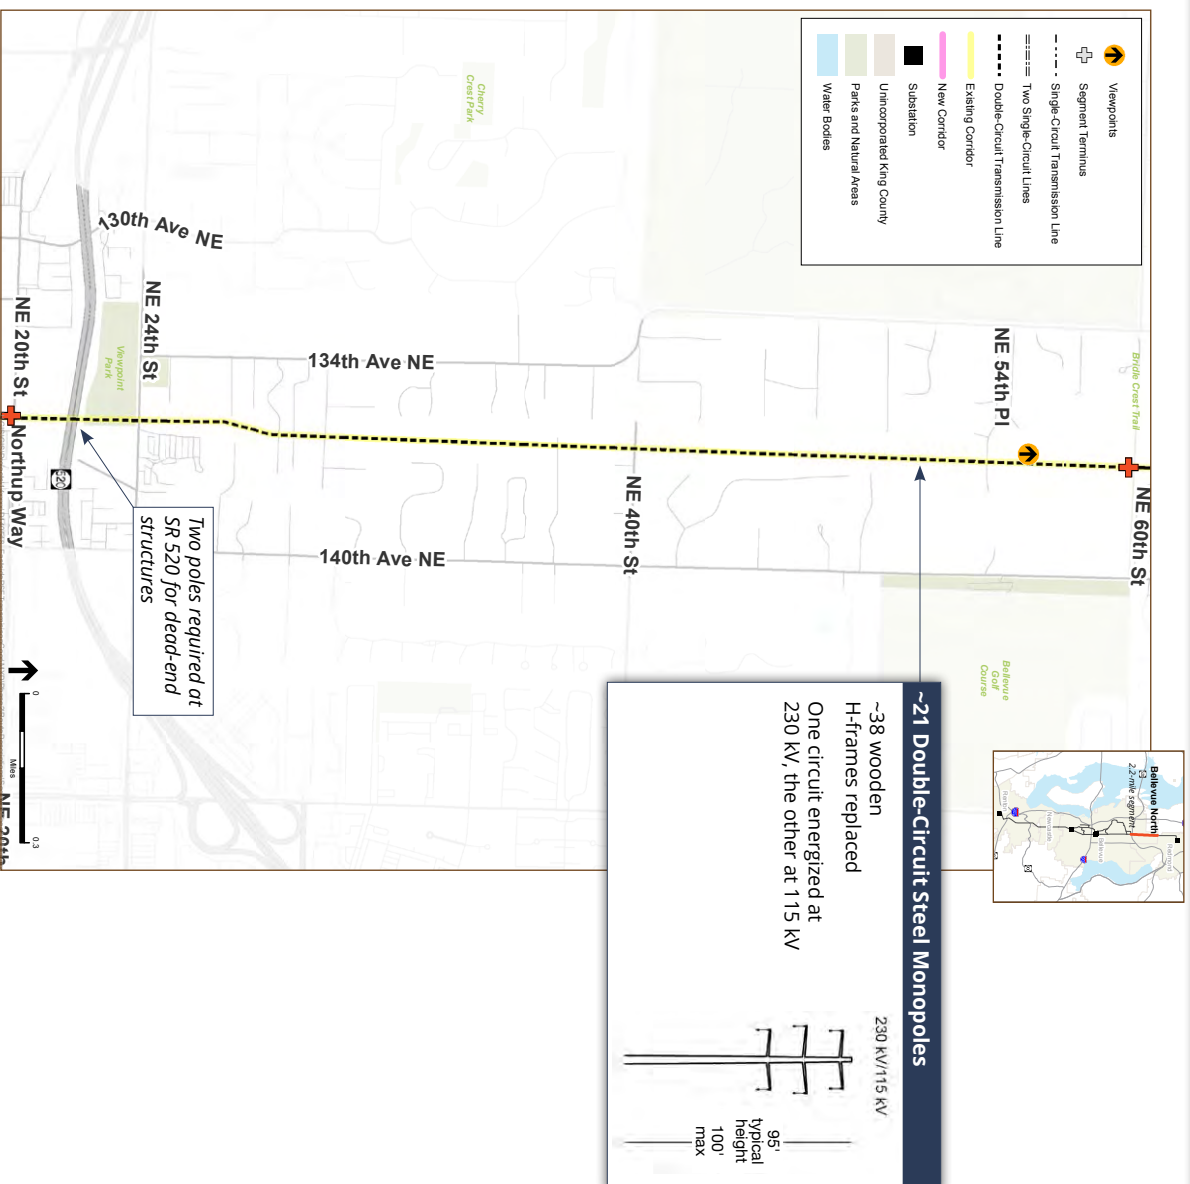 Viewpoints
Segment Terminus
Single-Circuit Transmission Line
Two Single-Circuit Lines
Double-Circuit Transmission Line
Existing Corridor
New Corridor
Substation
Unincorporated King County
Parks and Natural Areas
Water Bodies
Bridle Crest Trail
NE 60th St
NE 54th Pl
Bellevue
Golf
Course
NE 40th St
Cherry
Crest Park
134th Ave NE
140th Ave NE
130th Ave NE
NE 24th St
Viewpoint
Park
520
NE 20th St
Northup Way
Two poles required at
SR 520 for dead-end
structures
0
0.3
Miles
NE 20th
Bellevue North
2.2-mile segment
Redmond
Bellevue
Newcastle
Renton
~21 Double-Circuit Steel Monopoles
~38 wooden
H-frames replaced
One circuit energized at
230 kV, the other at 115 kV
230 kV/115 kV
95'
typical
height
100'
max